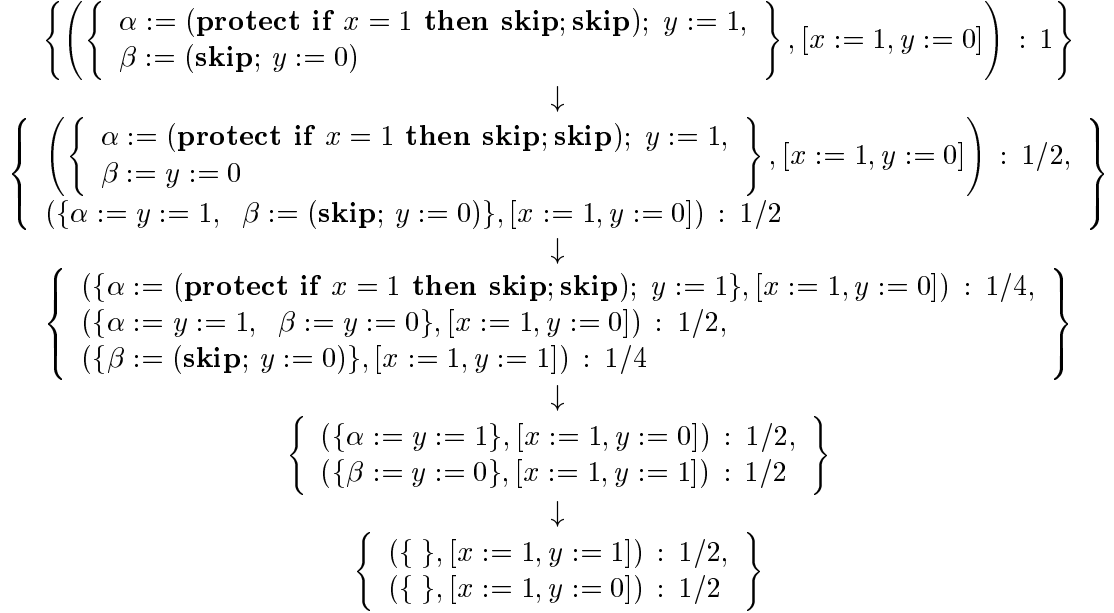 {({ α := (protect if x = 1 then skip; skip); y := 1,
β := (skip; y := 0) }, [x := 1, y := 0]) : 1}
↓
{ ({ α := (protect if x = 1 then skip; skip); y := 1,
β := y := 0 }, [x := 1, y := 0]) : 1/2,
({α := y := 1, β := (skip; y := 0)}, [x := 1, y := 0]) : 1/2 }
↓
{ ({α := (protect if x = 1 then skip; skip); y := 1}, [x := 1, y := 0]) : 1/4,
({α := y := 1, β := y := 0}, [x := 1, y := 0]) : 1/2,
({β := (skip; y := 0)}, [x := 1, y := 1]) : 1/4 }
↓
{ ({α := y := 1}, [x := 1, y := 0]) : 1/2,
({β := y := 0}, [x := 1, y := 1]) : 1/2 }
↓
{ ({ }, [x := 1, y := 1]) : 1/2,
({ }, [x := 1, y := 0]) : 1/2 }